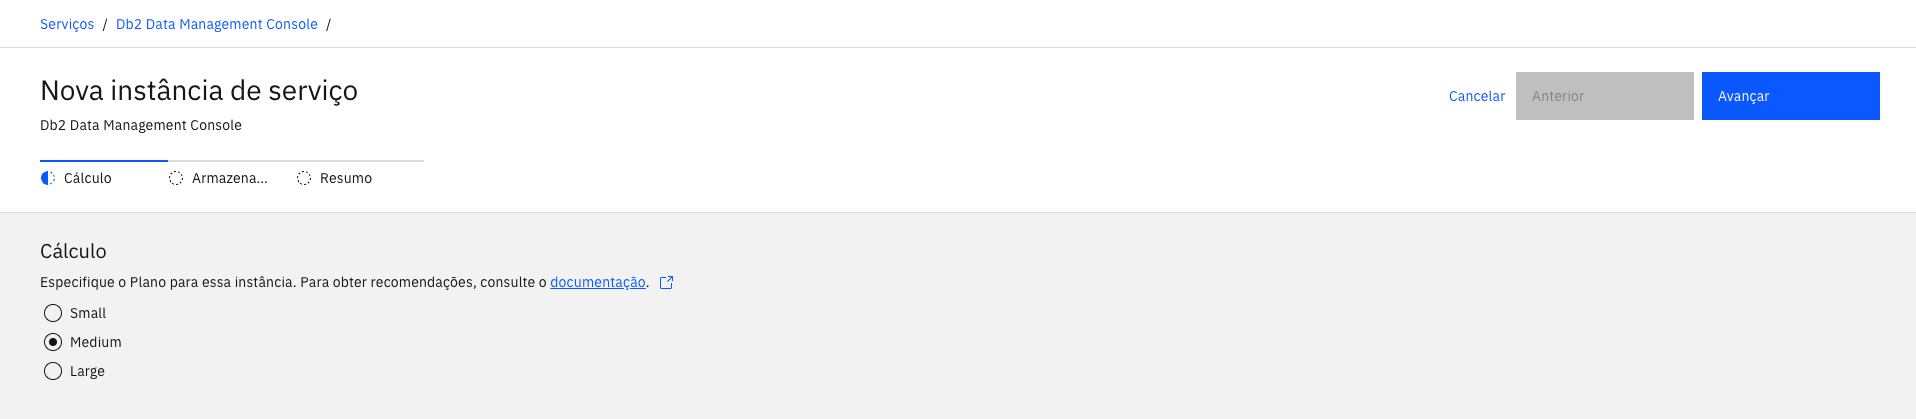 Serviços / Db2 Data Management Console /
Nova instância de serviço
Db2 Data Management Console
Cancelar
Anterior
Avançar
Cálculo
Armazena...
Resumo
Cálculo
Especifique o Plano para essa instância. Para obter recomendações, consulte o documentação.
Small
Medium
Large